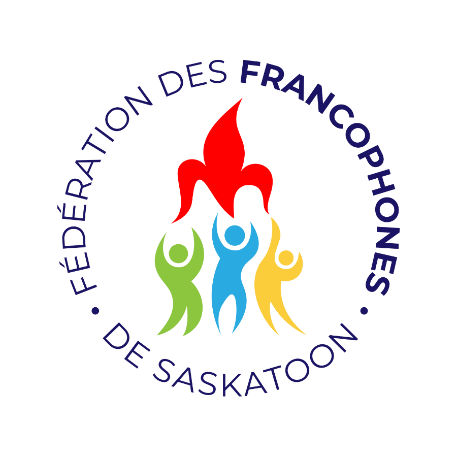 FÉDÉRATION DES FRANCOPHONES
• DE SASKATOON •